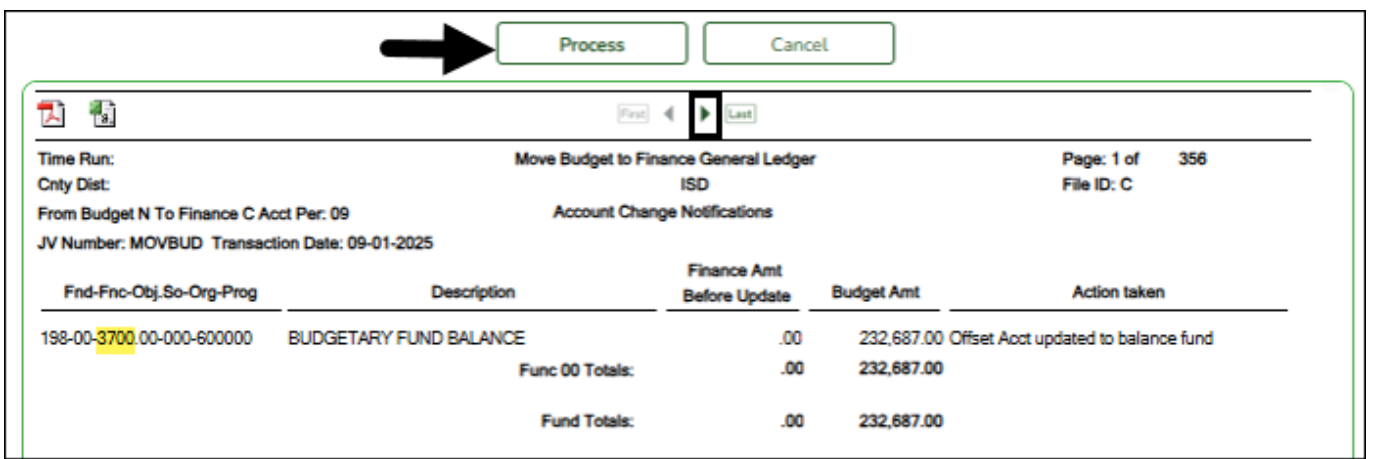 Process Cancel
First Last
Time Run: Move Budget to Finance General Ledger Page: 1 of 356
Cnty Dist: ISD File ID: C
From Budget N To Finance C Acct Per: 09 Account Change Notifications
JV Number: MOVBUD Transaction Date: 09-01-2025
Finance Amt
Fnd-Fnc-Obj.So-Org-Prog Description Before Update Budget Amt Action taken
198-00-3700.00-000-600000 BUDGETARY FUND BALANCE .00 232,687.00 Offset Acct updated to balance fund
Func 00 Totals: .00 232,687.00
Fund Totals: .00 232,687.00